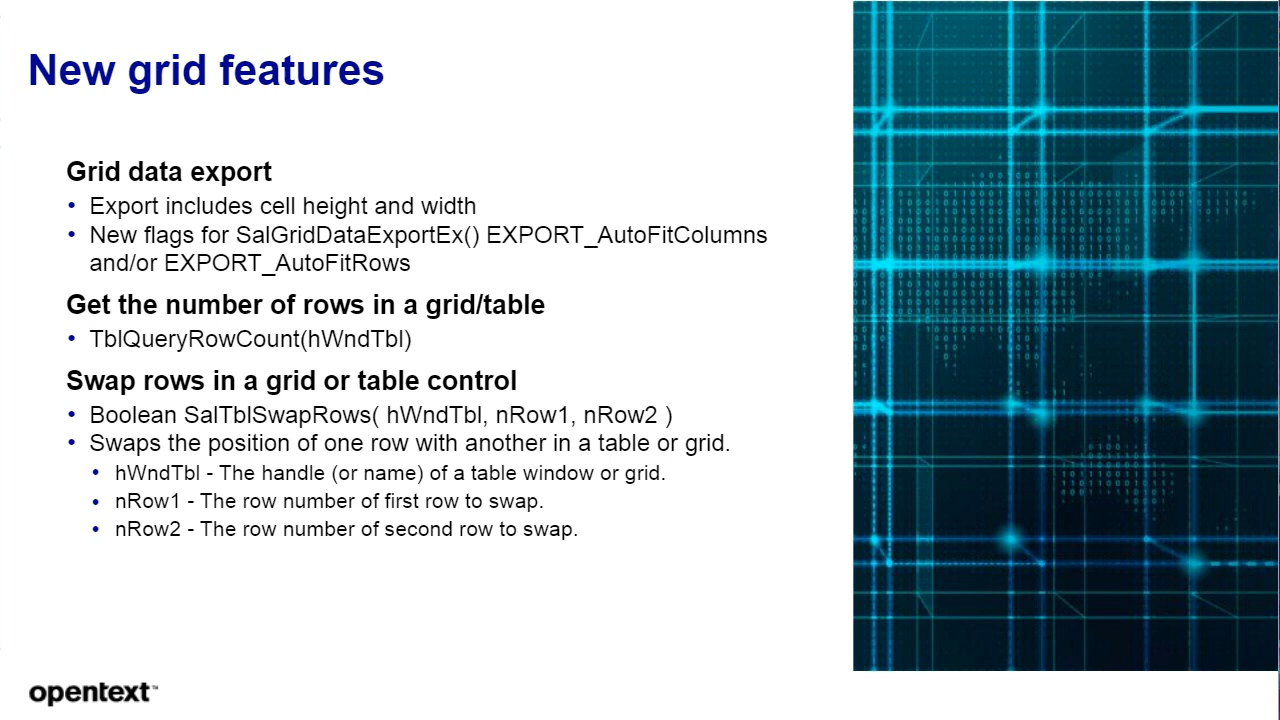 New grid features
Grid data export
• Export includes cell height and width
• New flags for SalGridDataExportEx() EXPORT_AutoFitColumns
and/or EXPORT_AutoFitRows
Get the number of rows in a grid/table
• TblQueryRowCount(hWndTbl)
Swap rows in a grid or table control
• Boolean SalTblSwapRows( hWndTbl, nRow1, nRow2 )
• Swaps the position of one row with another in a table or grid.
• hWndTbl - The handle (or name) of a table window or grid.
• nRow1 - The row number of first row to swap.
• nRow2 - The row number of second row to swap.
opentext™